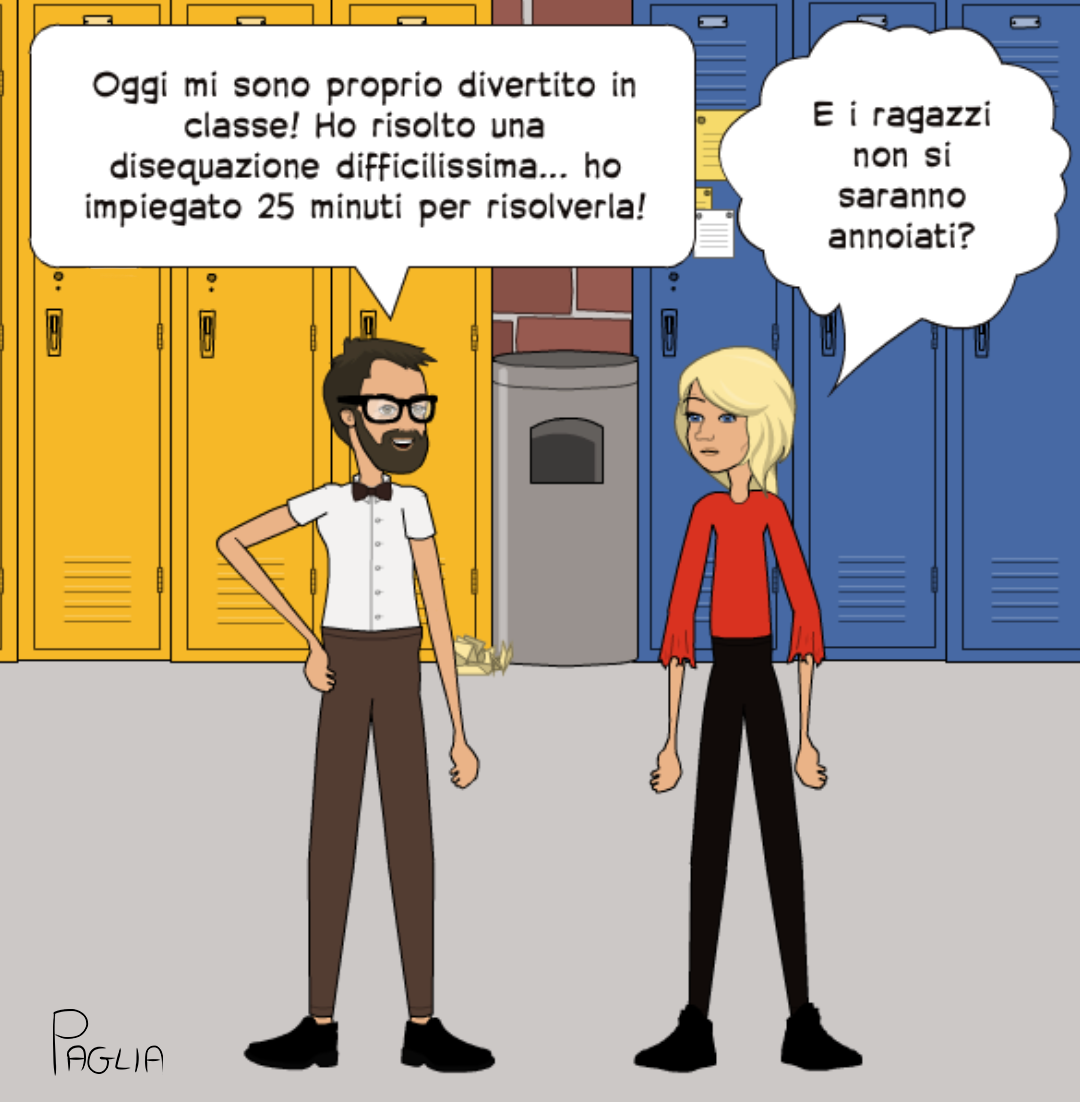 Oggi mi sono proprio divertito in
classe! Ho risolto una
disequazione difficilissima... ho
impiegato 25 minuti per risolverla!
E i ragazzi
non si
saranno
annoiati?
PAGLIA